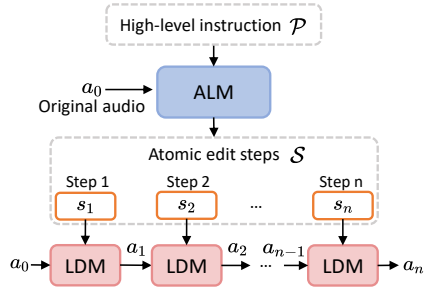 High-level instruction 𝒫
a₀
Original audio
ALM
Atomic edit steps 𝒮
Step 1 Step 2 Step n
s₁ s₂ ... sₙ
a₀ LDM a₁ LDM a₂ ... aₙ₋₁ LDM aₙ